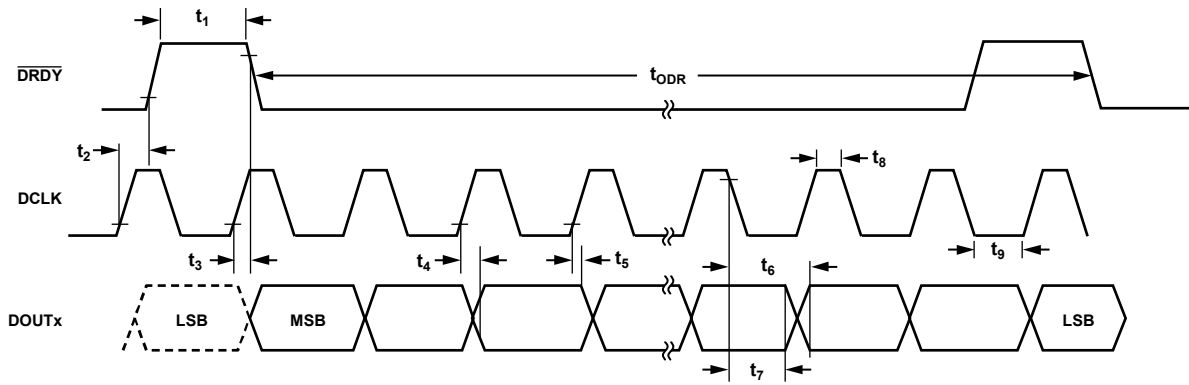 t1
DRDY
tODR
t2
DCLK
t8
t3
t4
t5
t6
t9
DOUTx
LSB
MSB
LSB
t7